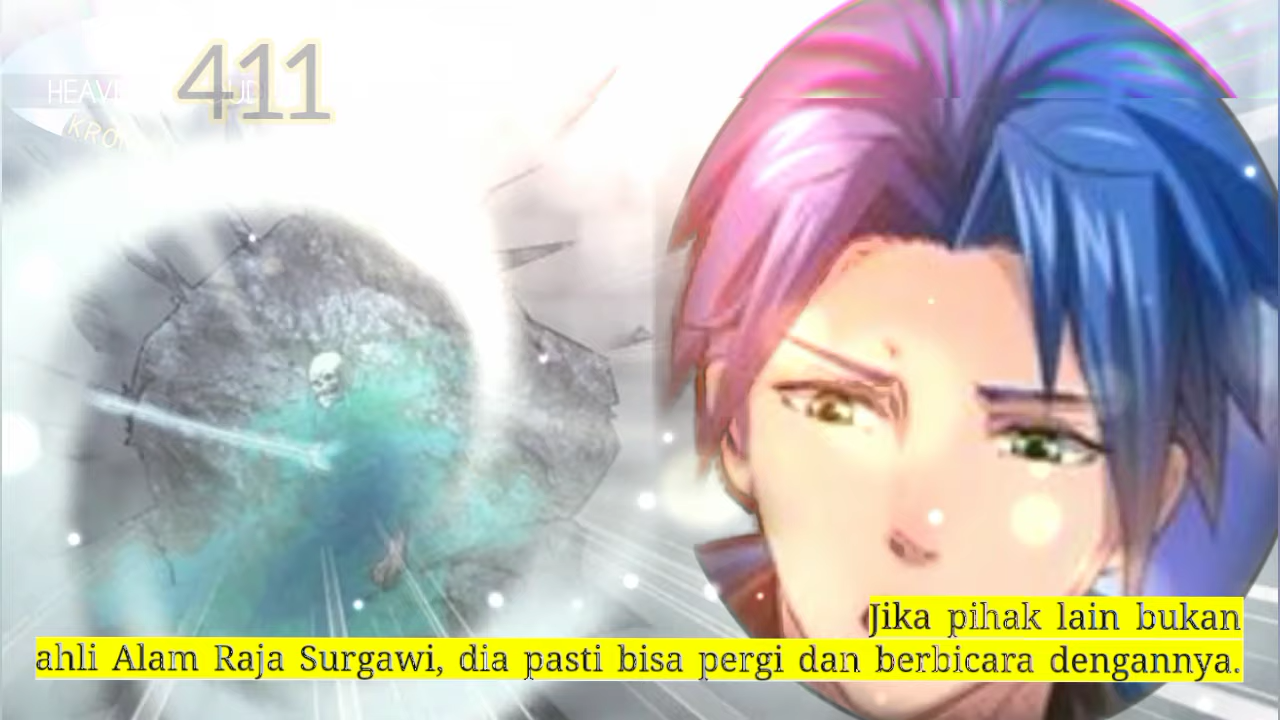 411
Jika pihak lain bukan
ahli Alam Raja Surgawi, dia pasti bisa pergi dan berbicara dengannya.